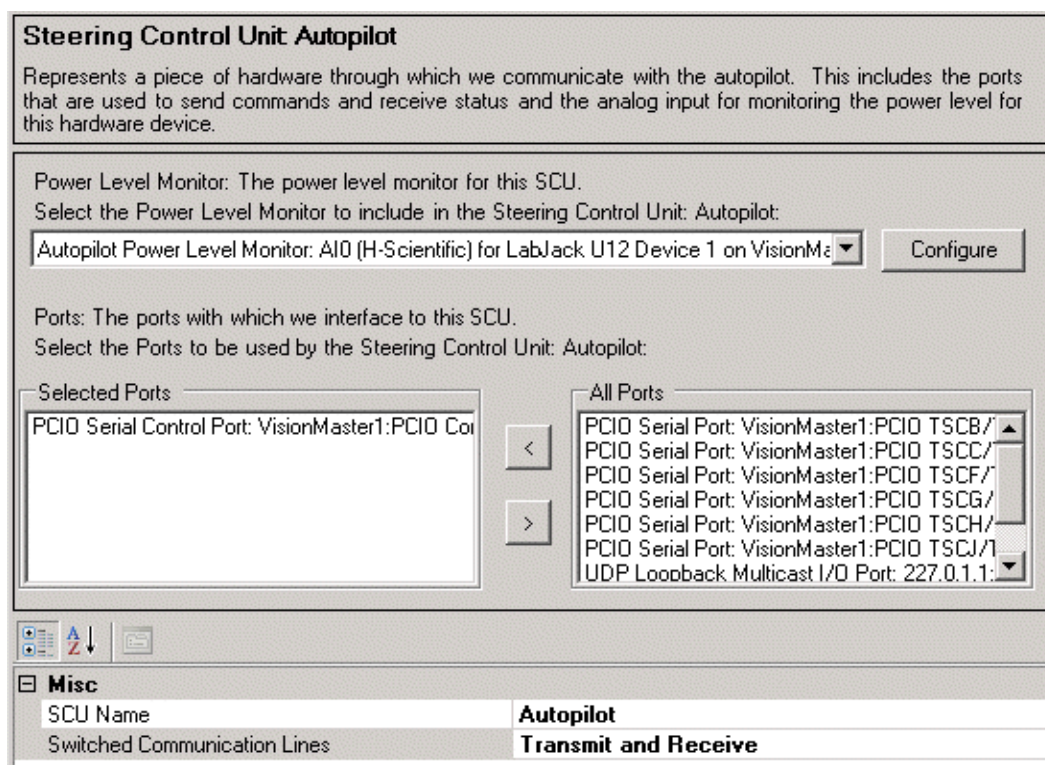 Steering Control Unit: Autopilot
Represents a piece of hardware through which we communicate with the autopilot. This includes the ports
that are used to send commands and receive status and the analog input for monitoring the power level for
this hardware device.
Power Level Monitor: The power level monitor for this SCU.
Select the Power Level Monitor to include in the Steering Control Unit: Autopilot:
Autopilot Power Level Monitor: AI0 (H-Scientific) for LabJack U12 Device 1 on VisionMa
Configure
Ports: The ports with which we interface to this SCU.
Select the Ports to be used by the Steering Control Unit: Autopilot:
Selected Ports
PCIO Serial Control Port: VisionMaster1:PCIO Con
<
>
All Ports
PCIO Serial Port: VisionMaster1:PCIO TSCB/T
PCIO Serial Port: VisionMaster1:PCIO TSCC/T
PCIO Serial Port: VisionMaster1:PCIO TSCF/T
PCIO Serial Port: VisionMaster1:PCIO TSCG/
PCIO Serial Port: VisionMaster1:PCIO TSCH/
PCIO Serial Port: VisionMaster1:PCIO TSCJ/T
UDP Loopback Multicast I/O Port: 227.0.1.1:
A
Z
Misc
SCU Name Autopilot
Switched Communication Lines Transmit and Receive